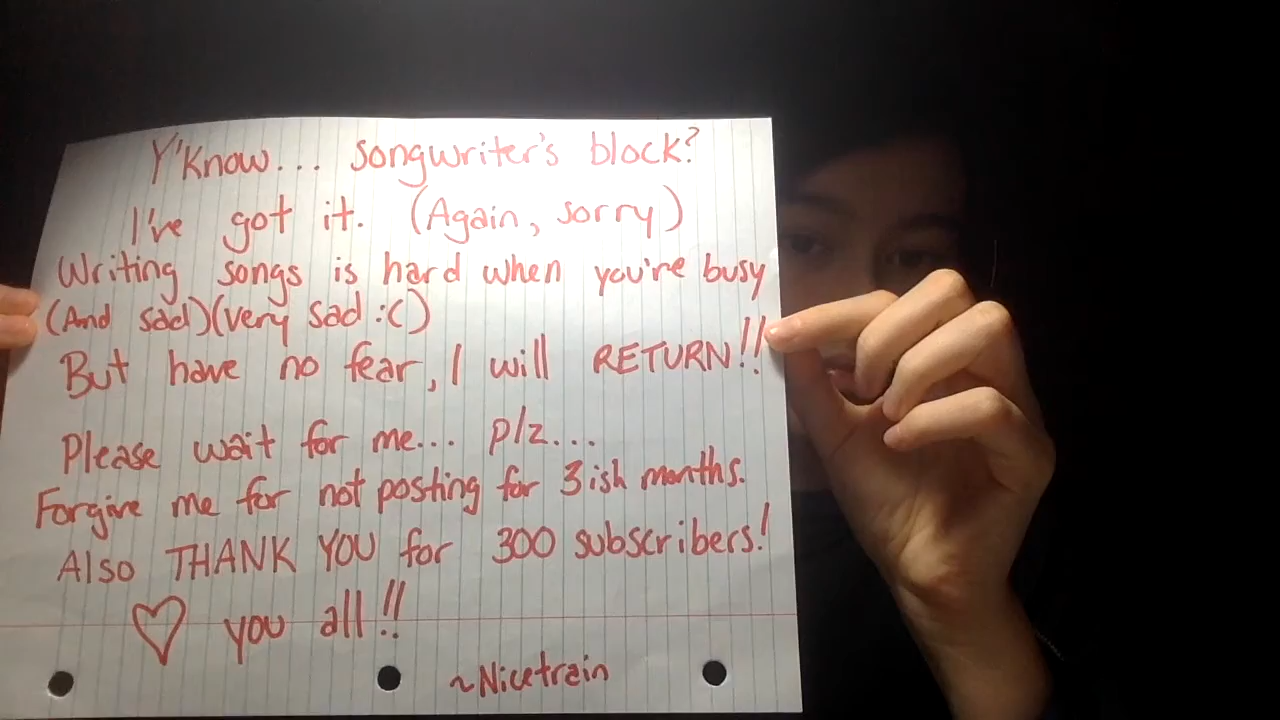 Y'Know... songwriter's block?
I've got it. (Again, sorry)
Writing songs is hard when you're busy
(And sad)(very sad :()
But have no fear, I will RETURN!!
Please wait for me... plz...
Forgive me for not posting for 3ish months.
Also THANK YOU for 300 subscribers!
♡ you all!!
~Nicetrain